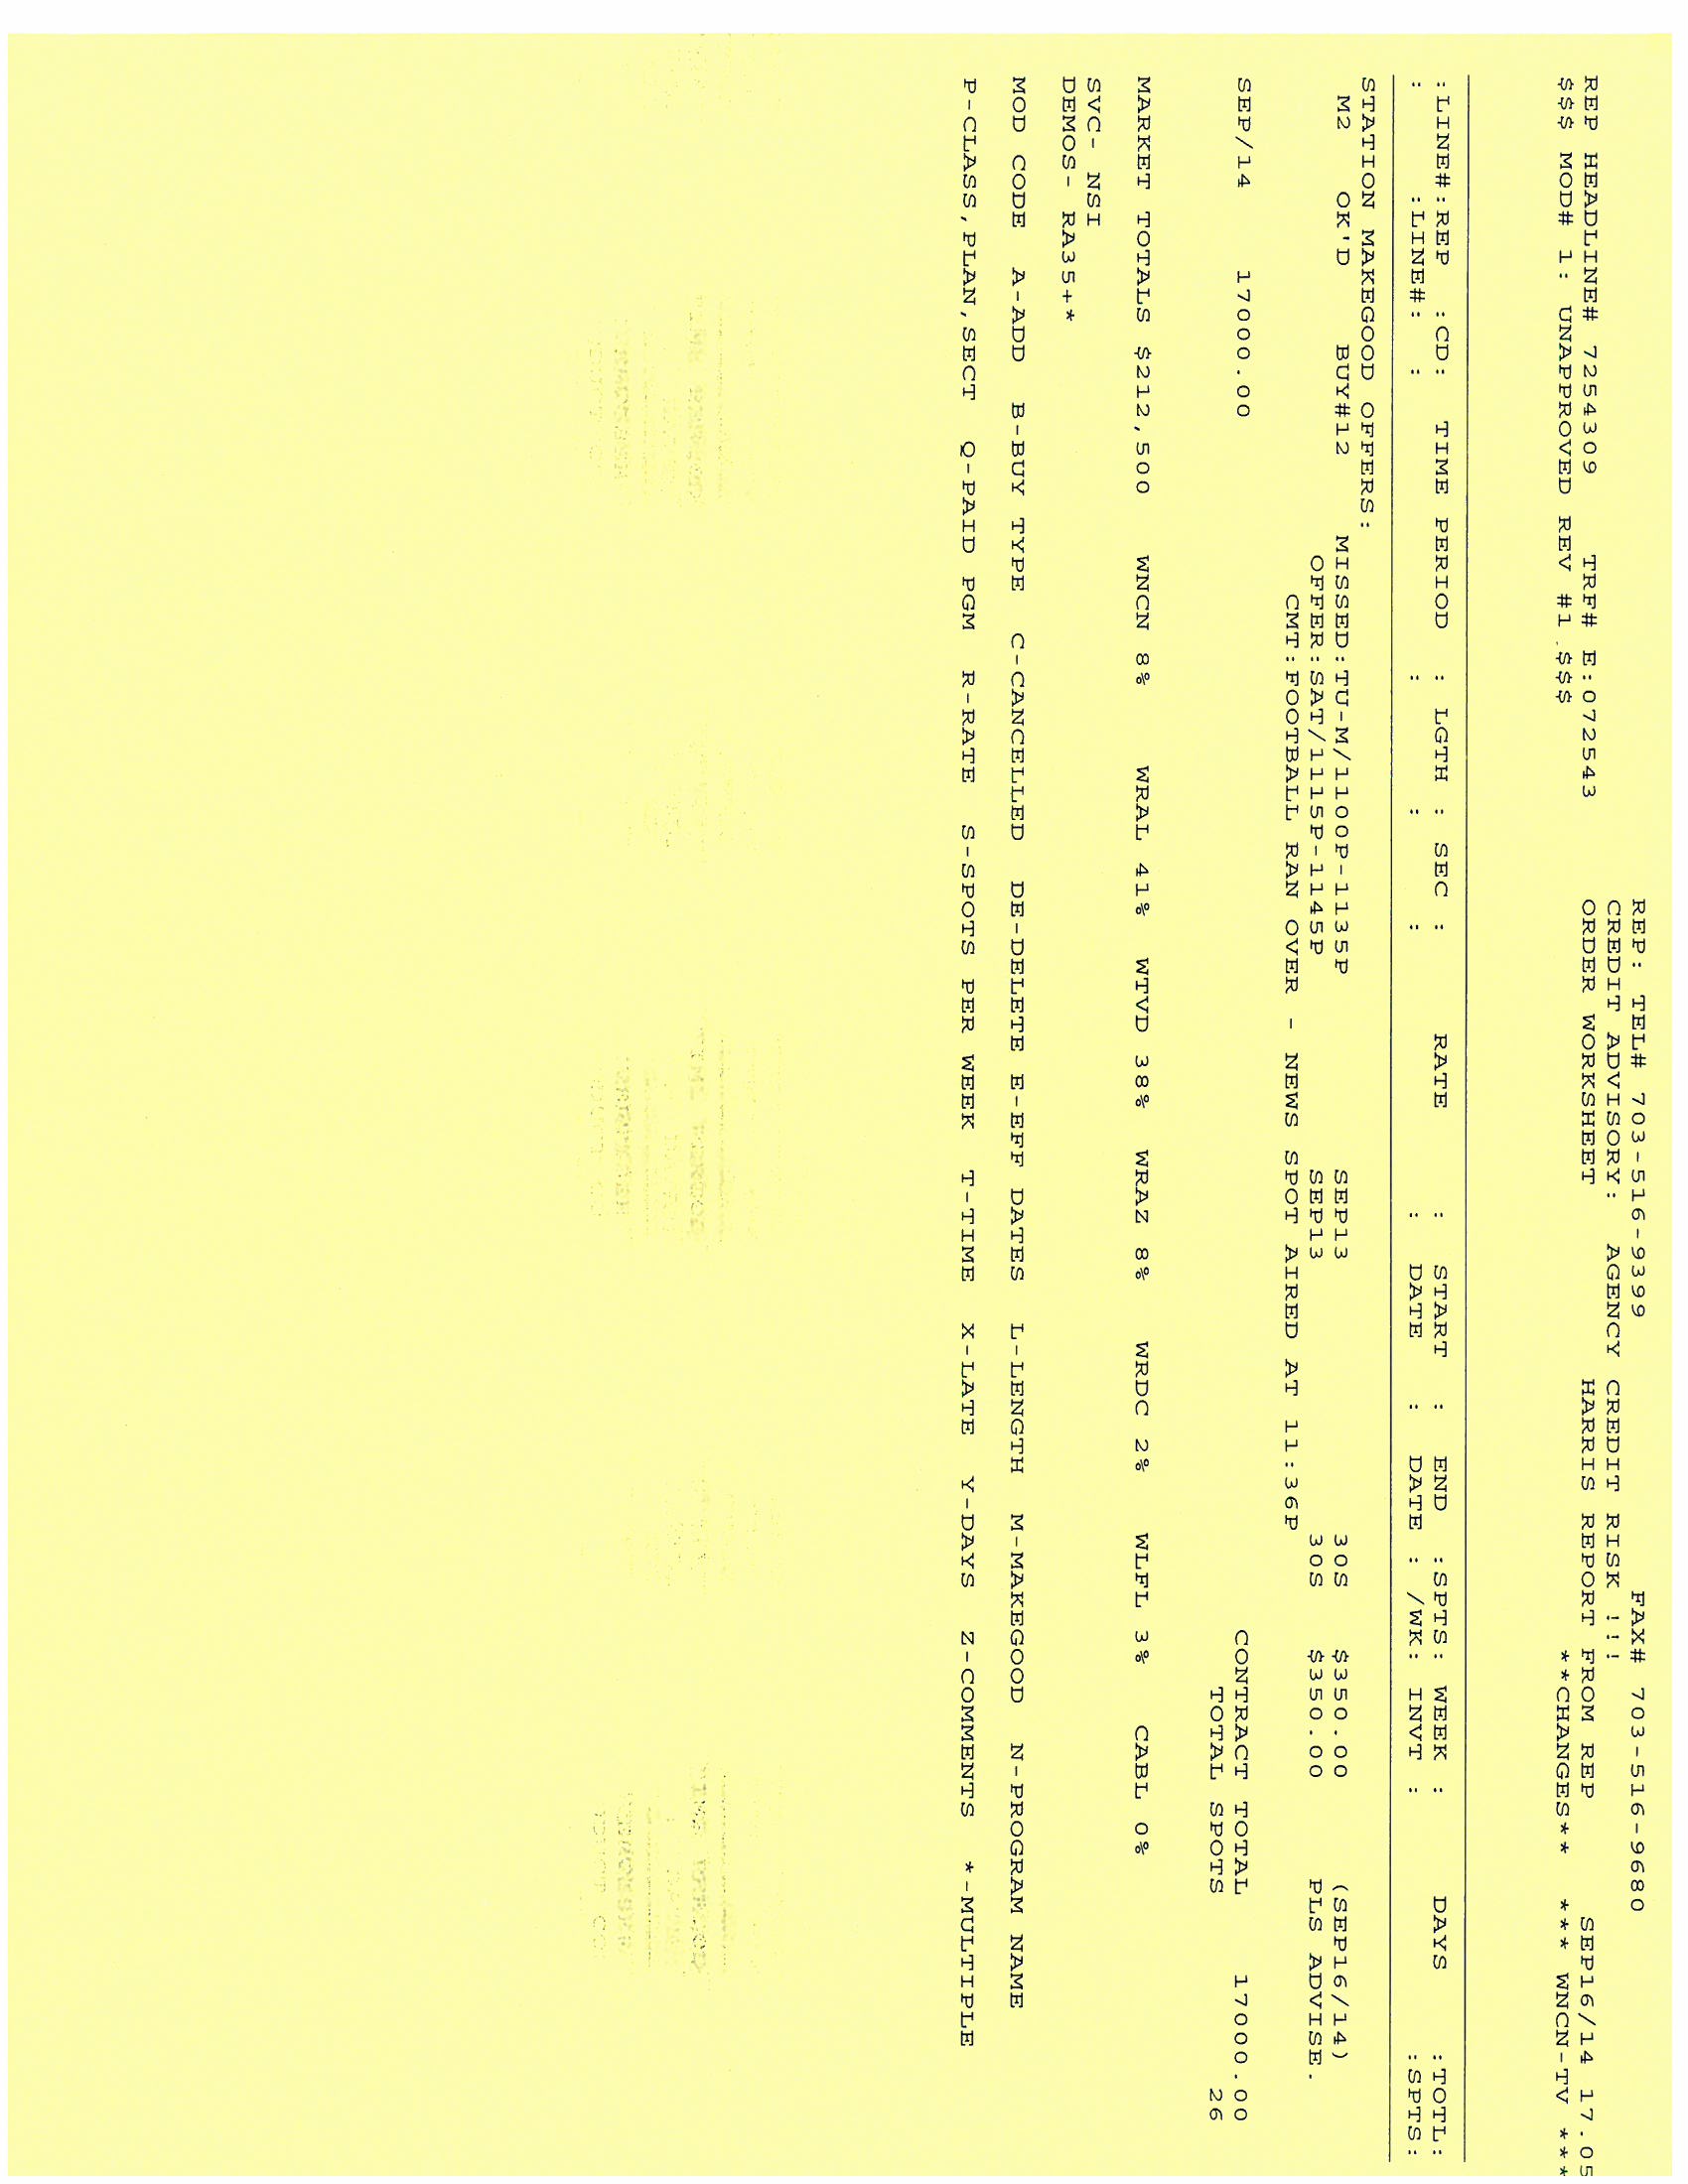 REP: TEL# 703-516-9399 FAX# 703-516-9680
CREDIT ADVISORY: AGENCY CREDIT RISK !!!
ORDER WORKSHEET HARRIS REPORT FROM REP SEP16/14 17.05
REP HEADLINE# 7254309 TRF# E:072543 **CHANGES** *** WNCN-TV ***
$$$ MOD# 1: UNAPPROVED REV #1 $$$
:LINE#:REP :CD: TIME PERIOD : LGTH : SEC : RATE : START : END :SPTS: WEEK : DAYS :TOTL:
: :LINE#: : : : : : DATE : DATE : /WK: INVT : :SPTS:
STATION MAKEGOOD OFFERS:
M2 OK'D BUY#12 MISSED:TU-M/1100P-1135P SEP13 30S $350.00 (SEP16/14)
OFFER:SAT/1115P-1145P SEP13 30S $350.00 PLS ADVISE.
CMT:FOOTBALL RAN OVER - NEWS SPOT AIRED AT 11:36P
SEP/14 17000.00 CONTRACT TOTAL 17000.00
TOTAL SPOTS 26
MARKET TOTALS $212,500 WNCN 8% WRAL 41% WTVD 38% WRAZ 8% WRDC 2% WLFL 3% CABL 0%
SVC- NSI
DEMOS- RA35+*
MOD CODE A-ADD B-BUY TYPE C-CANCELLED DE-DELETE E-EFF DATES L-LENGTH M-MAKEGOOD N-PROGRAM NAME
P-CLASS,PLAN,SECT Q-PAID PGM R-RATE S-SPOTS PER WEEK T-TIME X-LATE Y-DAYS Z-COMMENTS *-MULTIPLE